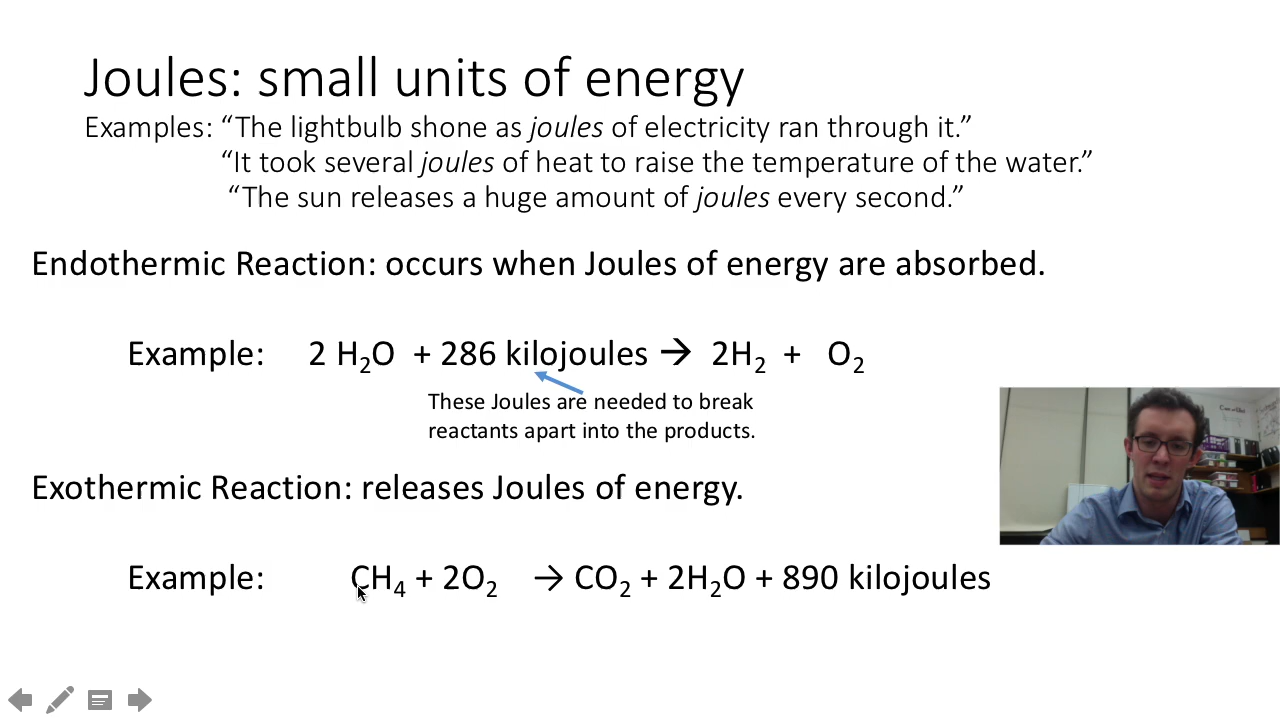 Joules: small units of energy
Examples: “The lightbulb shone as joules of electricity ran through it.”
“It took several joules of heat to raise the temperature of the water.”
“The sun releases a huge amount of joules every second.”
Endothermic Reaction: occurs when Joules of energy are absorbed.
Example: 2 H₂O + 286 kilojoules → 2H₂ + O₂
These Joules are needed to break
reactants apart into the products.
Exothermic Reaction: releases Joules of energy.
Example: CH₄ + 2O₂ → CO₂ + 2H₂O + 890 kilojoules